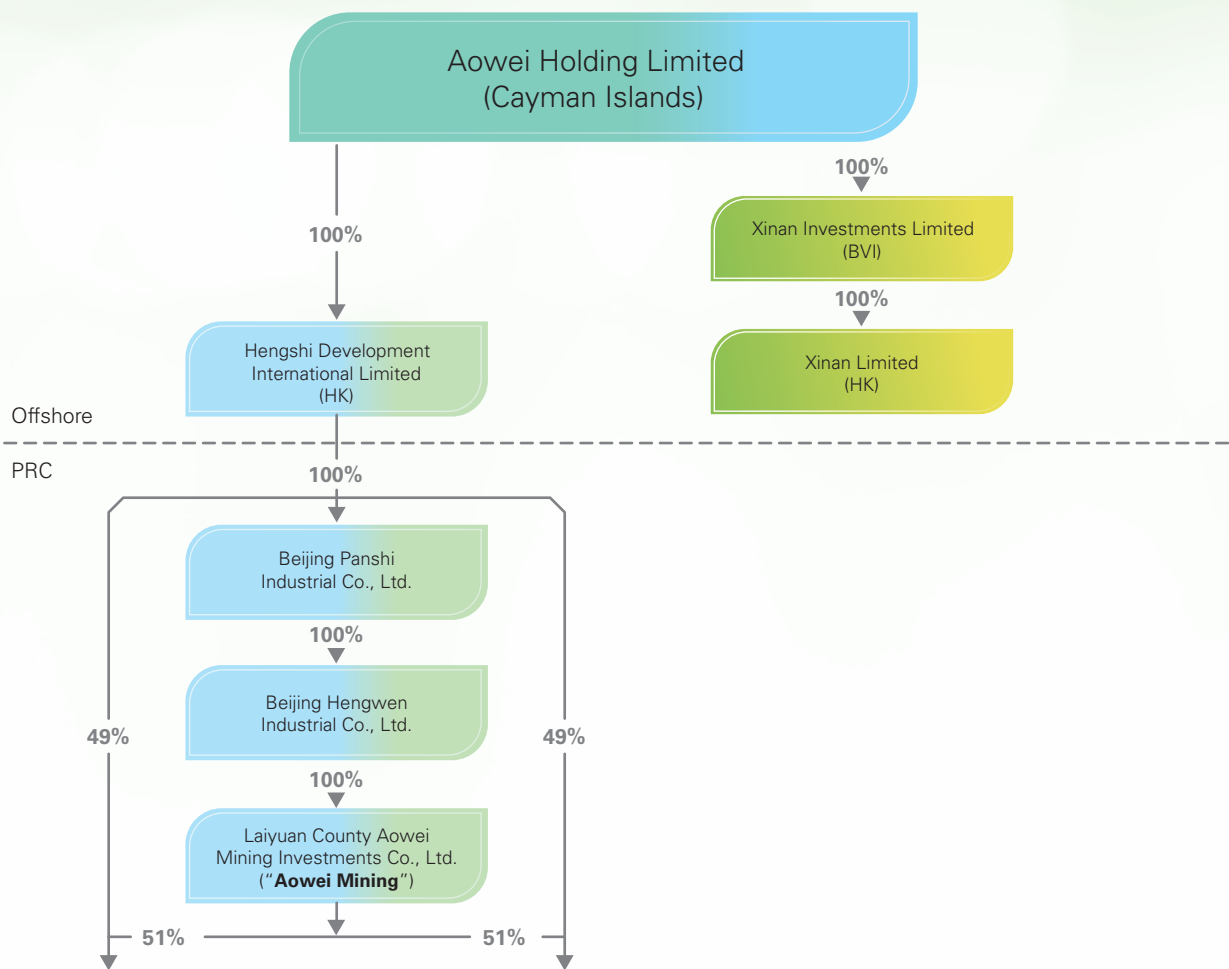 Aowei Holding Limited
(Cayman Islands)
100%
Xinan Investments Limited
(BVI)
100%
100%
Hengshi Development
International Limited
(HK)
Xinan Limited
(HK)
Offshore
PRC
100%
Beijing Panshi
Industrial Co., Ltd.
100%
Beijing Hengwen
Industrial Co., Ltd.
49%
49%
100%
Laiyuan County Aowei
Mining Investments Co., Ltd.
(“Aowei Mining”)
51%
51%